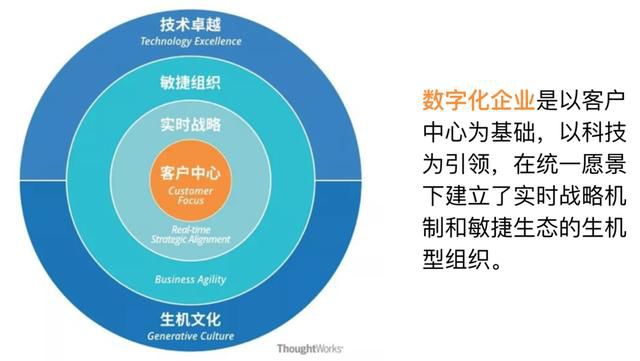 技术卓越
Technology Excellence
敏捷组织
实时战略
客户中心
Customer
Focus
Real-time
Strategic Alignment
Business Agility
生机文化
Generative Culture
ThoughtWorks®
数字化企业是以客户
中心为基础，以科技
为引领，在统一愿景
下建立了实时战略机
制和敏捷生态的生机
型组织。